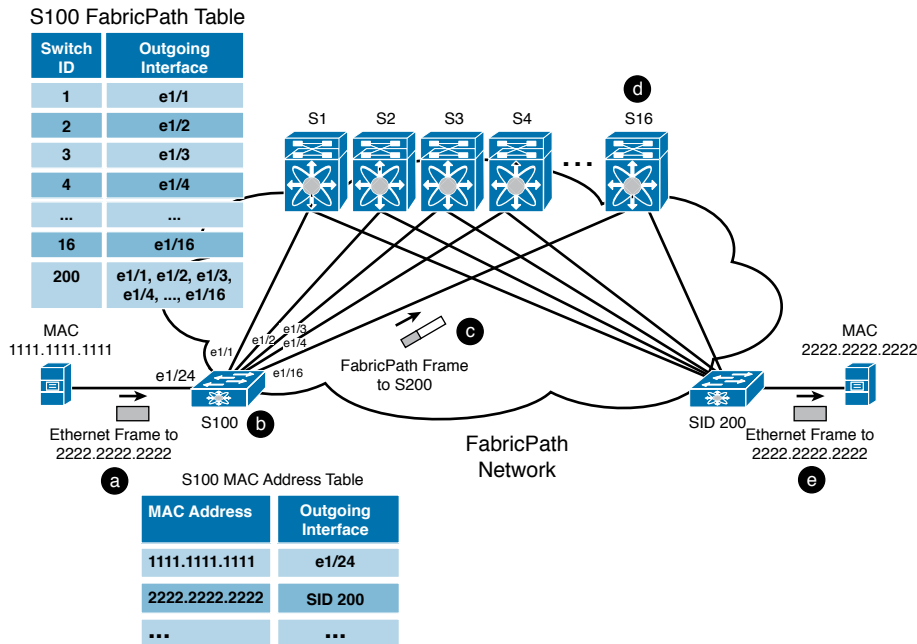 S100 FabricPath Table
Switch ID
Outgoing Interface
1
e1/1
2
e1/2
3
e1/3
4
e1/4
...
...
16
e1/16
200
e1/1, e1/2, e1/3,
e1/4, ..., e1/16
d
S1
S2
S3
S4
S16
...
MAC
1111.1111.1111
e1/24
e1/1
e1/2
e1/3
e1/4
e1/16
c
FabricPath Frame
to S200
MAC
2222.2222.2222
S100
b
SID 200
Ethernet Frame to
2222.2222.2222
a
FabricPath
Network
Ethernet Frame to
2222.2222.2222
e
S100 MAC Address Table
MAC Address
Outgoing Interface
1111.1111.1111
e1/24
2222.2222.2222
SID 200
...
...